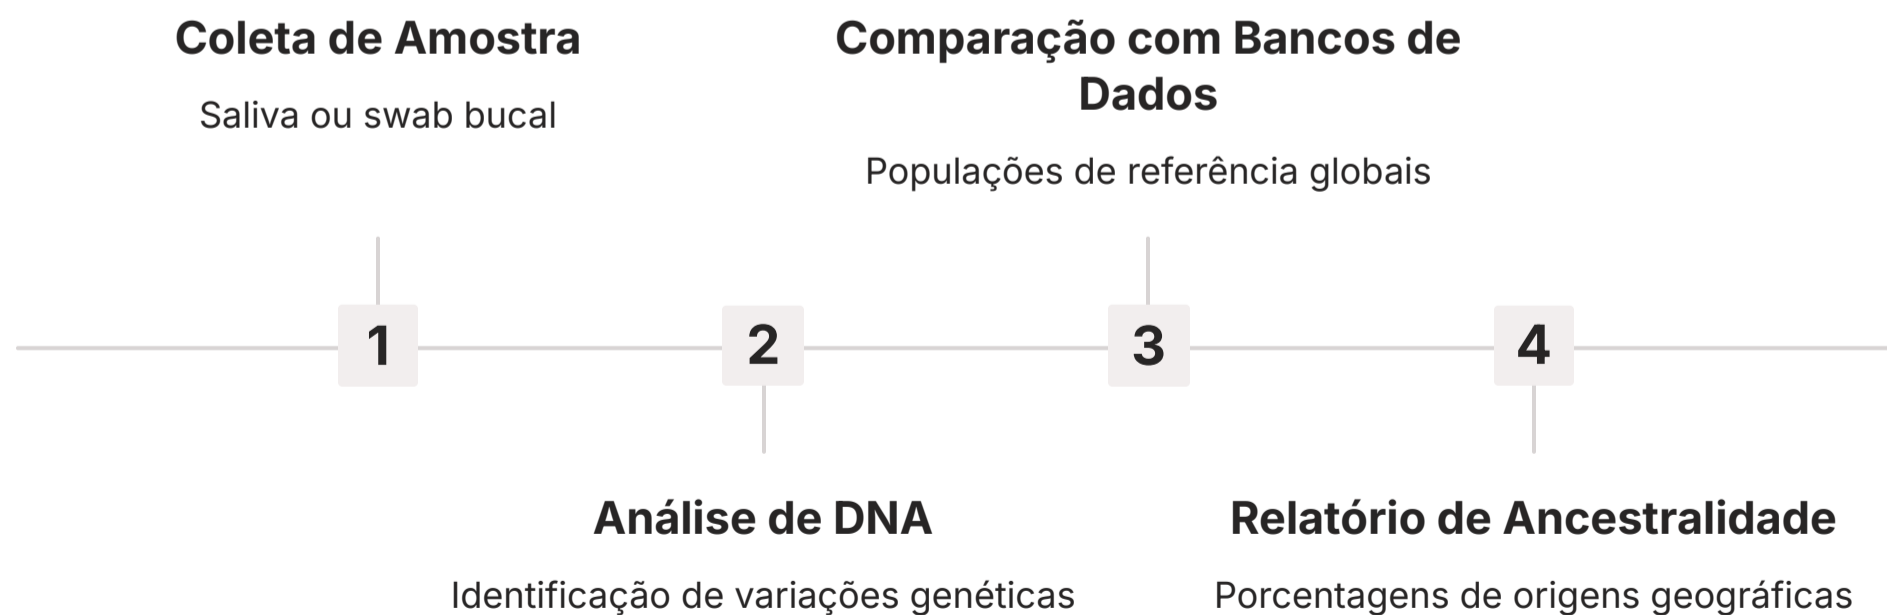 Coleta de Amostra
Saliva ou swab bucal
Comparação com Bancos de
Dados
Populações de referência globais
1
2
3
4
Análise de DNA
Identificação de variações genéticas
Relatório de Ancestralidade
Porcentagens de origens geográficas